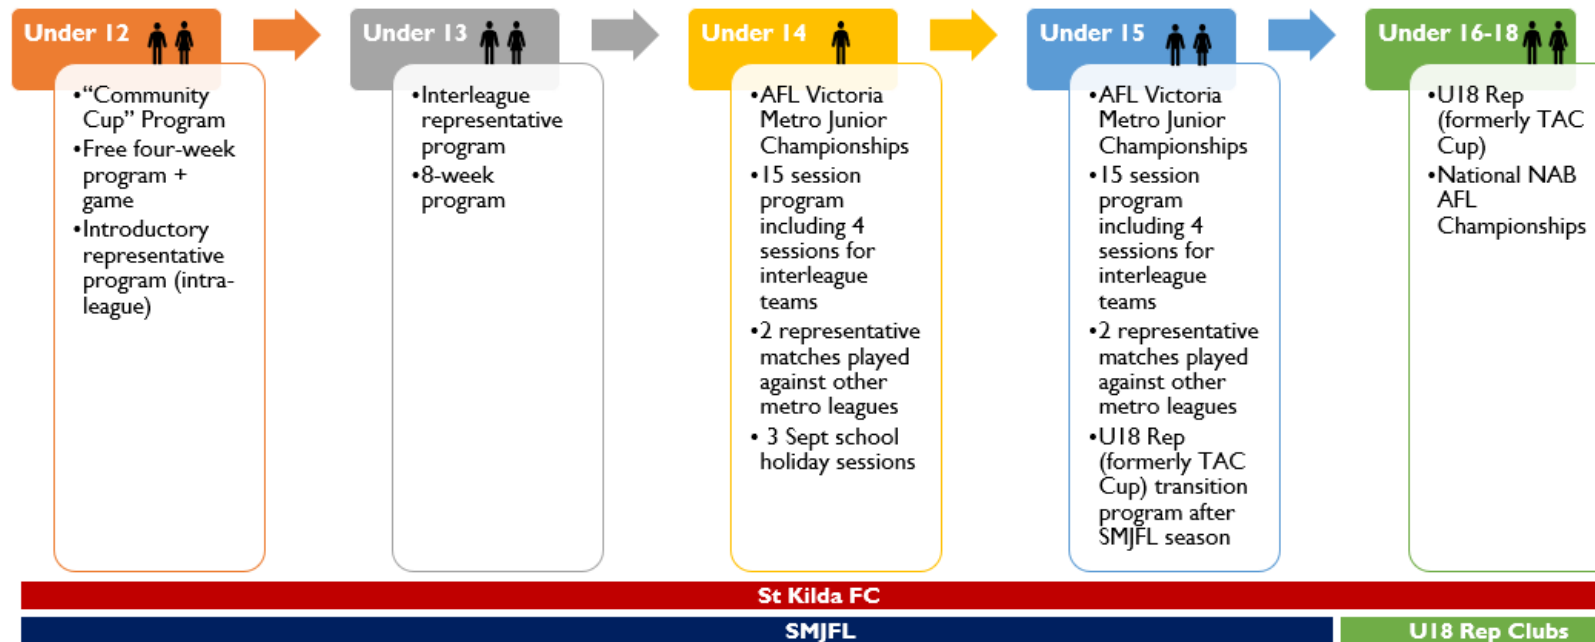 Under 12
•“Community
Cup” Program
•Free four-week
program +
game
•Introductory
representative
program (intra-
league)
Under 13
•Interleague
representative
program
•8-week
program
Under 14
•AFL Victoria
Metro Junior
Championships
•15 session
program
including 4
sessions for
interleague
teams
•2 representative
matches played
against other
metro leagues
• 3 Sept school
holiday sessions
Under 15
•AFL Victoria
Metro Junior
Championships
•15 session
program
including 4
sessions for
interleague
teams
•2 representative
matches played
against other
metro leagues
•U18 Rep
(formerly TAC
Cup) transition
program after
SMJFL season
Under 16-18
•U18 Rep
(formerly TAC
Cup)
•National NAB
AFL
Championships
St Kilda FC
SMJFL
U18 Rep Clubs